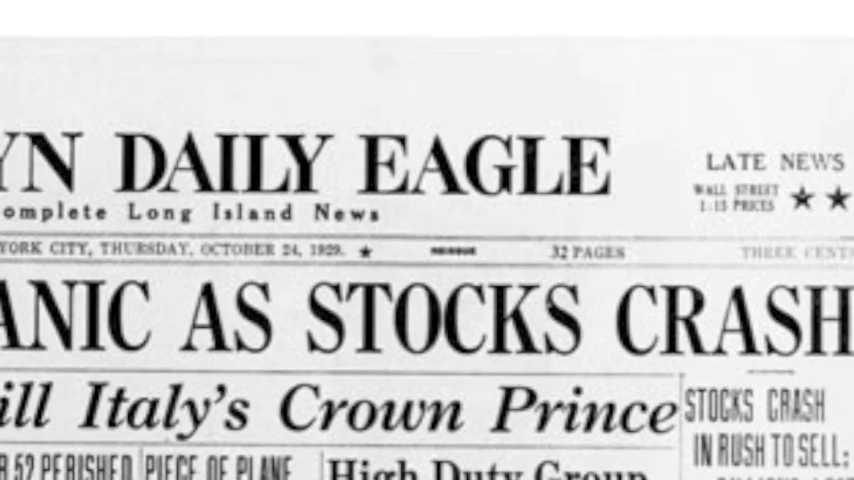 YN DAILY EAGLE
omplete Long Island News
LATE NEWS
WALL STREET
1:15 PRICES ★ ★
YORK CITY, THURSDAY, OCTOBER 24, 1929. ★ 32 PAGES THREE CENTS
ANIC AS STOCKS CRASH
ill Italy's Crown Prince
STOCKS CRASH
IN RUSH TO SELL:
R 52 PERISHED
PIECE OF PLANE
High Duty Group